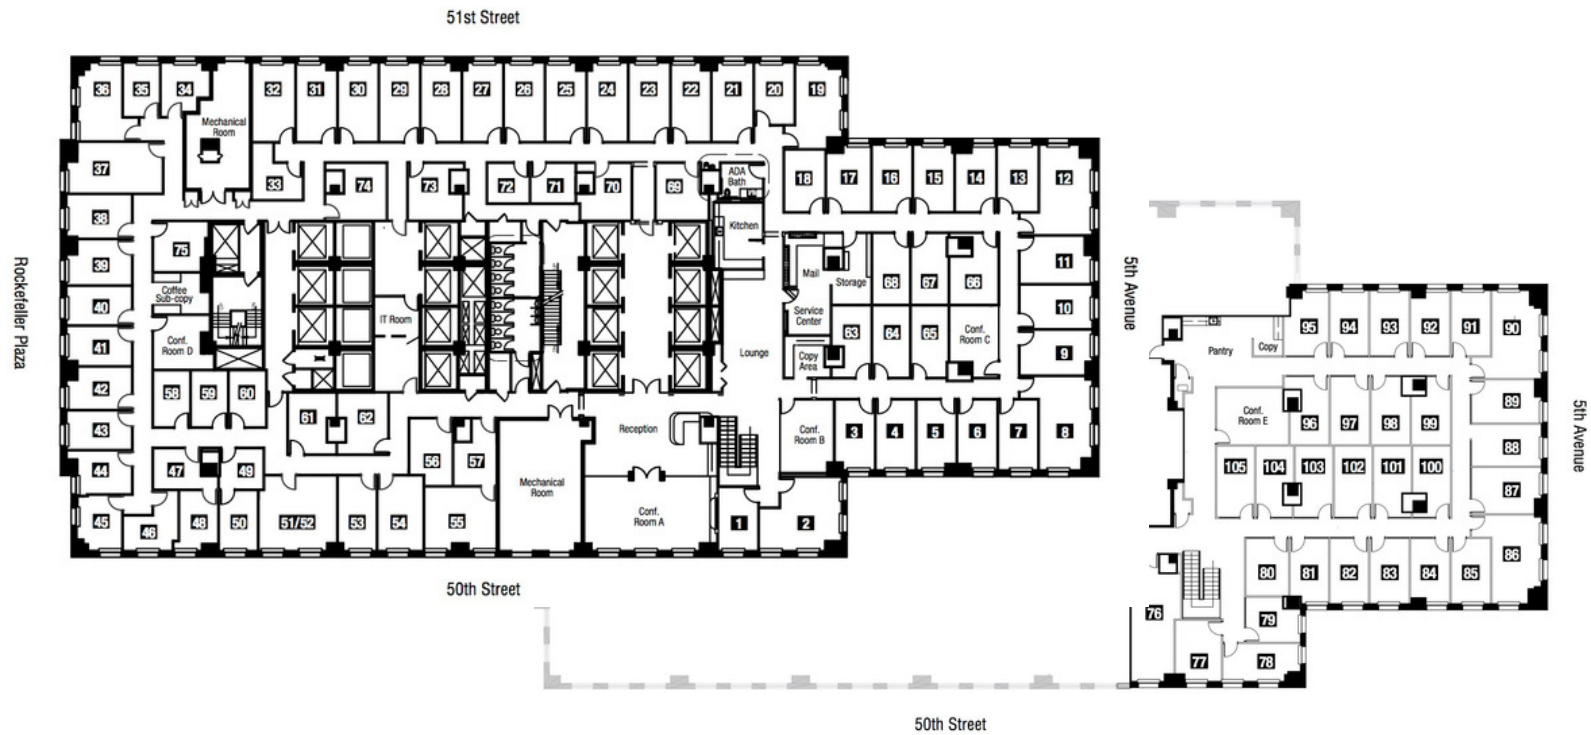 51st Street
36
35
34
32
31
30
29
28
27
26
25
24
23
22
21
20
19
Mechanical
Room
37
33
74
73
72
71
70
69
ADA
Bath
18
17
16
15
14
13
12
38
75
Kitchen
39
Coffee
Sub-copy
Mail
Storage
68
67
66
11
40
IT Room
Service
Center
10
41
Conf.
Room D
63
64
65
Conf.
Room C
9
Lounge
Copy
Area
42
58
59
60
61
62
43
Reception
Conf.
Room B
3
4
5
6
7
8
44
47
49
56
57
Mechanical
Room
Conf.
Room A
45
46
48
50
51/52
53
54
55
1
2
Rockefeller Plaza
5th Avenue
50th Street
Pantry
Copy
95
94
93
92
91
90
Conf.
Room E
96
97
98
99
89
88
105
104
103
102
101
100
87
86
80
81
82
83
84
85
76
79
77
78
5th Avenue
50th Street